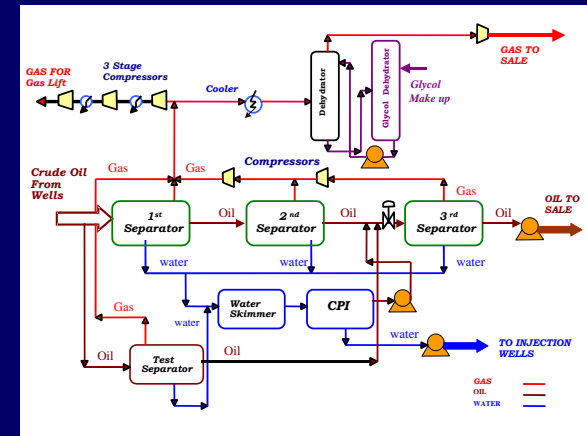 GAS TO
SALE
3 Stage
Compressors
GAS FOR
Gas Lift
Cooler
Dehydrator
Glycol Dehydrator
Glycol
Make up
Compressors
Crude Oil
From
Wells
Gas
Gas
Gas
1st
Separator
Oil
2nd
Separator
Oil
3rd
Separator
Oil
OIL TO
SALE
water
water
water
Water
Skimmer
CPI
Gas
water
water
TO INJECTION
WELLS
Oil
Test
Separator
Oil
GAS
OIL
WATER